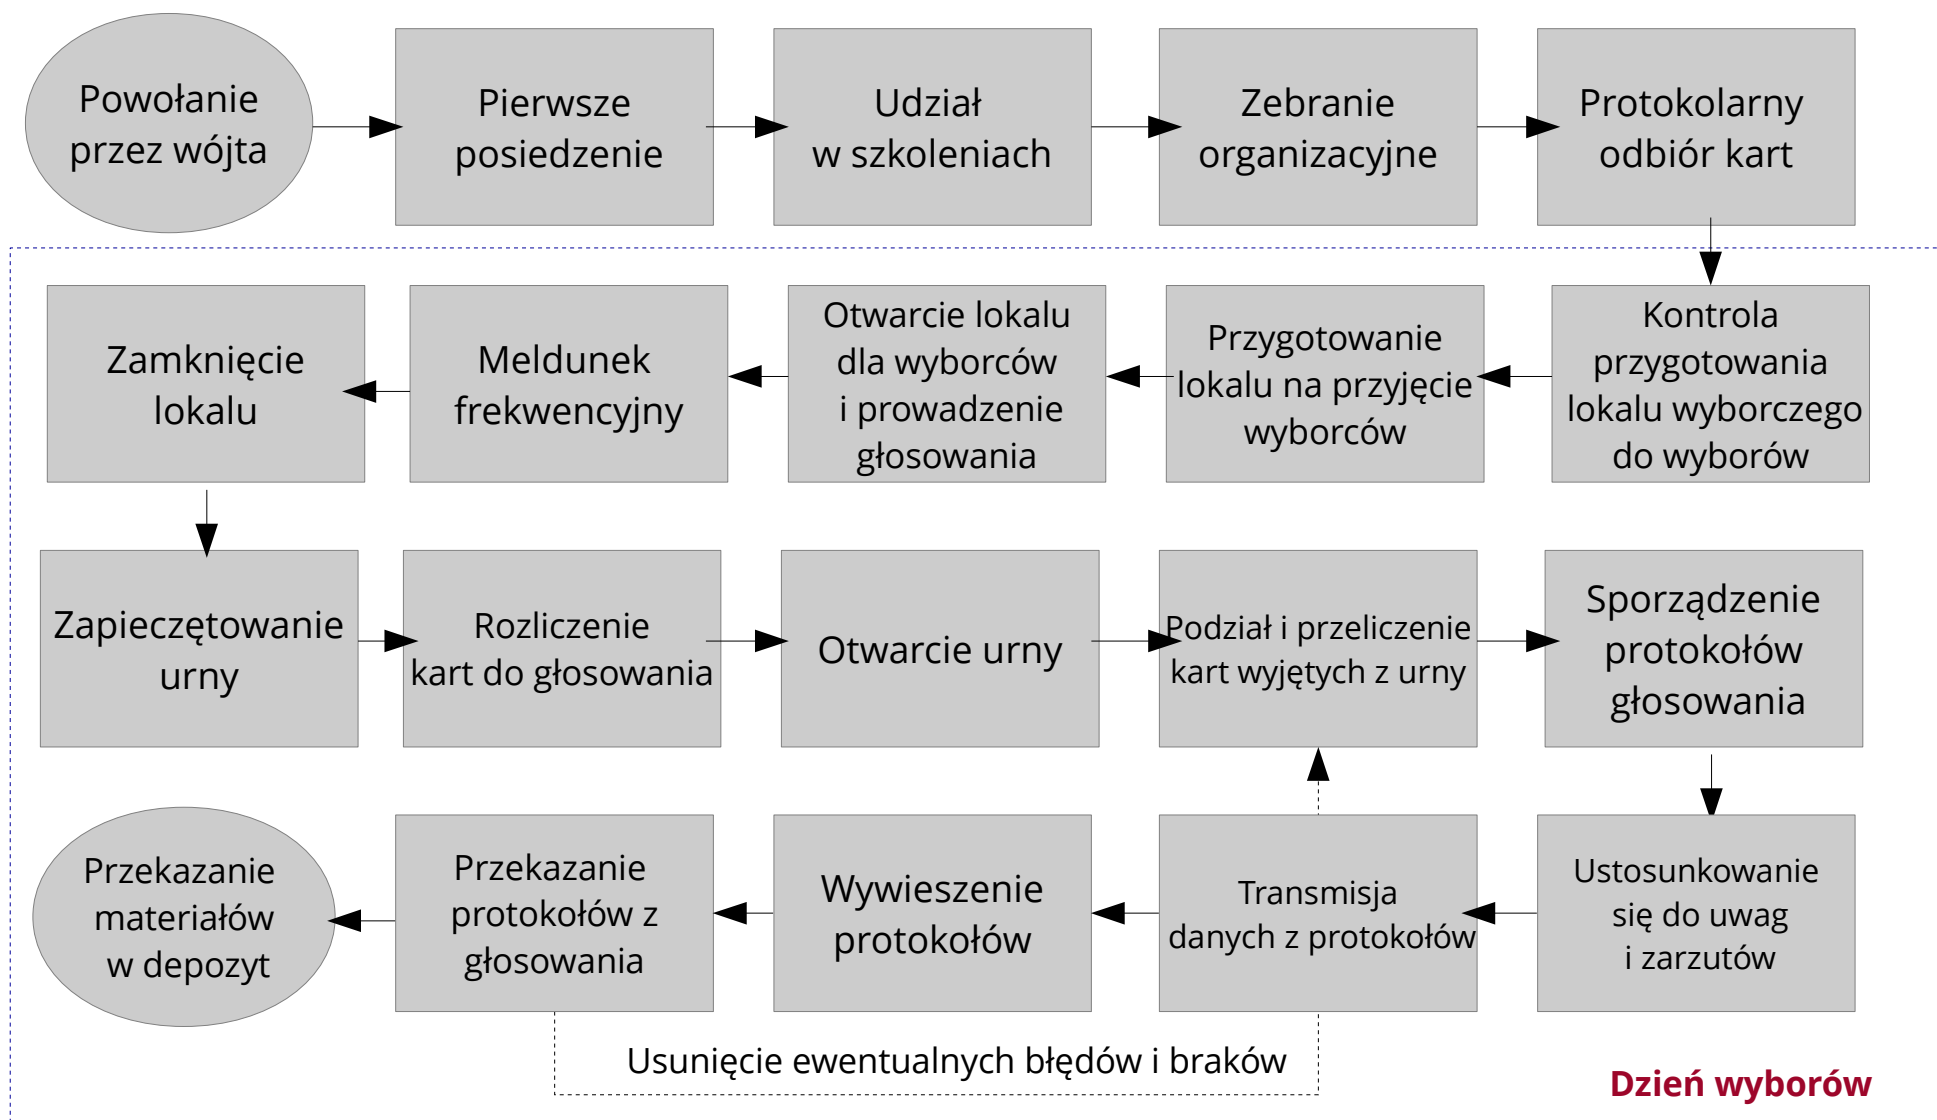 Powołanie
przez wójta
Pierwsze
posiedzenie
Udział
w szkoleniach
Zebranie
organizacyjne
Protokolarny
odbiór kart
Zamknięcie
lokalu
Meldunek
frekwencyjny
Otwarcie lokalu
dla wyborców
i prowadzenie
głosowania
Przygotowanie
lokalu na przyjęcie
wyborców
Kontrola
przygotowania
lokalu wyborczego
do wyborów
Zapieczętowanie
urny
Rozliczenie
kart do głosowania
Otwarcie urny
Podział i przeliczenie
kart wyjętych z urny
Sporządzenie
protokołów
głosowania
Przekazanie
materiałów
w depozyt
Przekazanie
protokołów z
głosowania
Wywieszenie
protokołów
Transmisja
danych z protokołów
Ustosunkowanie
się do uwag
i zarzutów
Usunięcie ewentualnych błędów i braków
Dzień wyborów